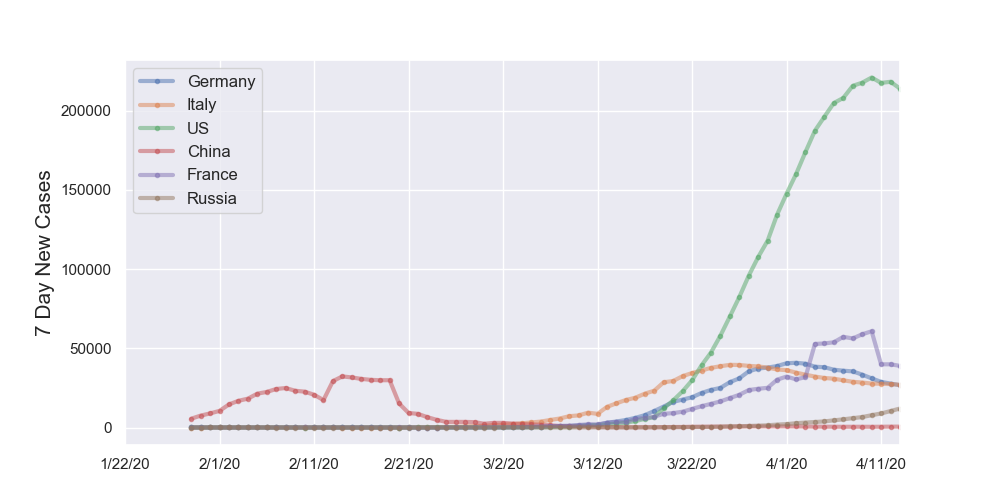 Germany
Italy
US
China
France
Russia
7 Day New Cases
200000
150000
100000
50000
0
1/22/20 2/1/20 2/11/20 2/21/20 3/2/20 3/12/20 3/22/20 4/1/20 4/11/20